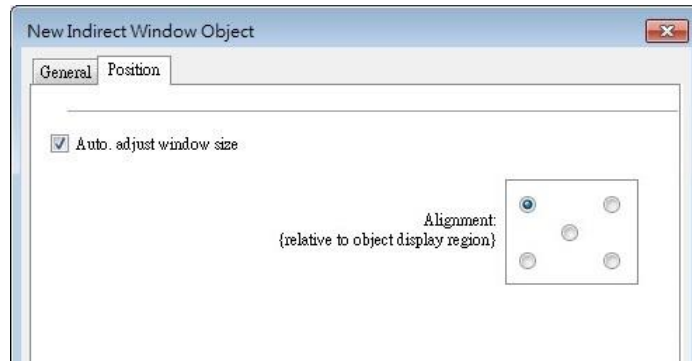 New Indirect Window Object
General Position
Auto. adjust window size
Alignment:
{relative to object display region}